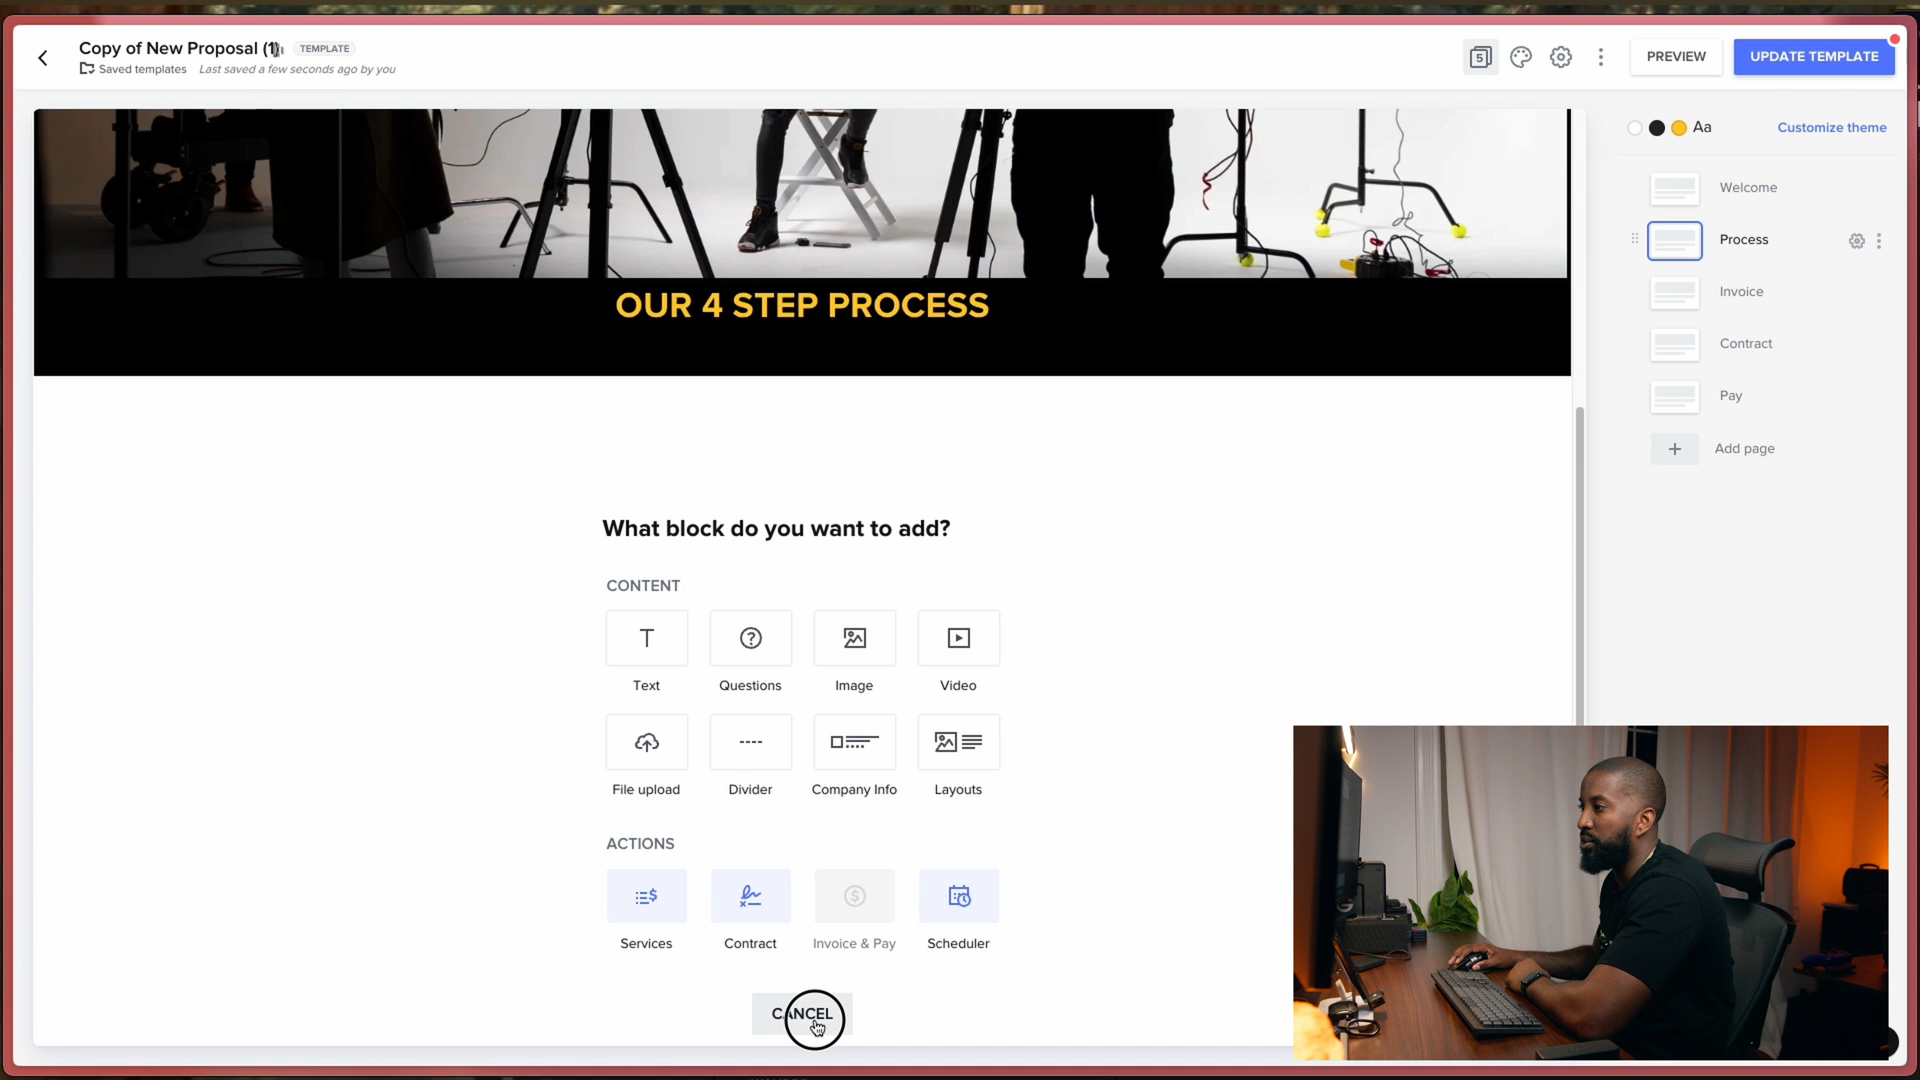 Copy of New Proposal (1)
TEMPLATE
Saved templates
Last saved a few seconds ago by you
5
PREVIEW
UPDATE TEMPLATE
Aa
Customize theme
Welcome
Process
Invoice
Contract
Pay
+ Add page
OUR 4 STEP PROCESS
What block do you want to add?
CONTENT
Text
Questions
Image
Video
File upload
Divider
Company Info
Layouts
ACTIONS
Services
Contract
Invoice & Pay
Scheduler
CANCEL